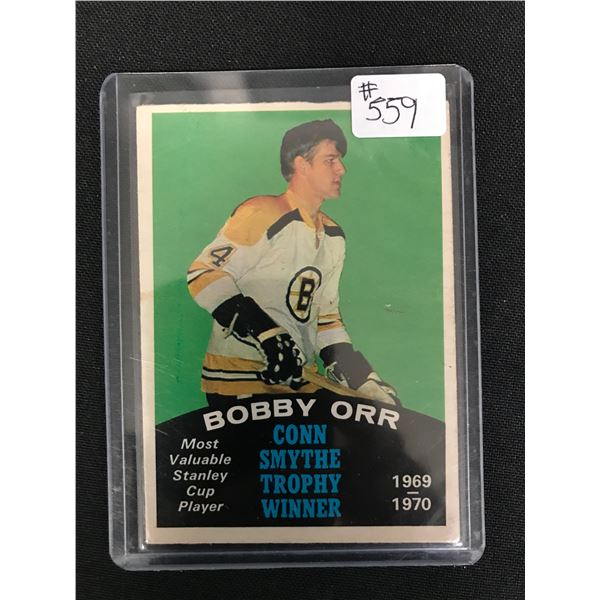 #
559
4
B
BOBBY ORR
Most
Valuable
Stanley
Cup
Player
CONN
SMYTHE
TROPHY
WINNER
1969
—
1970